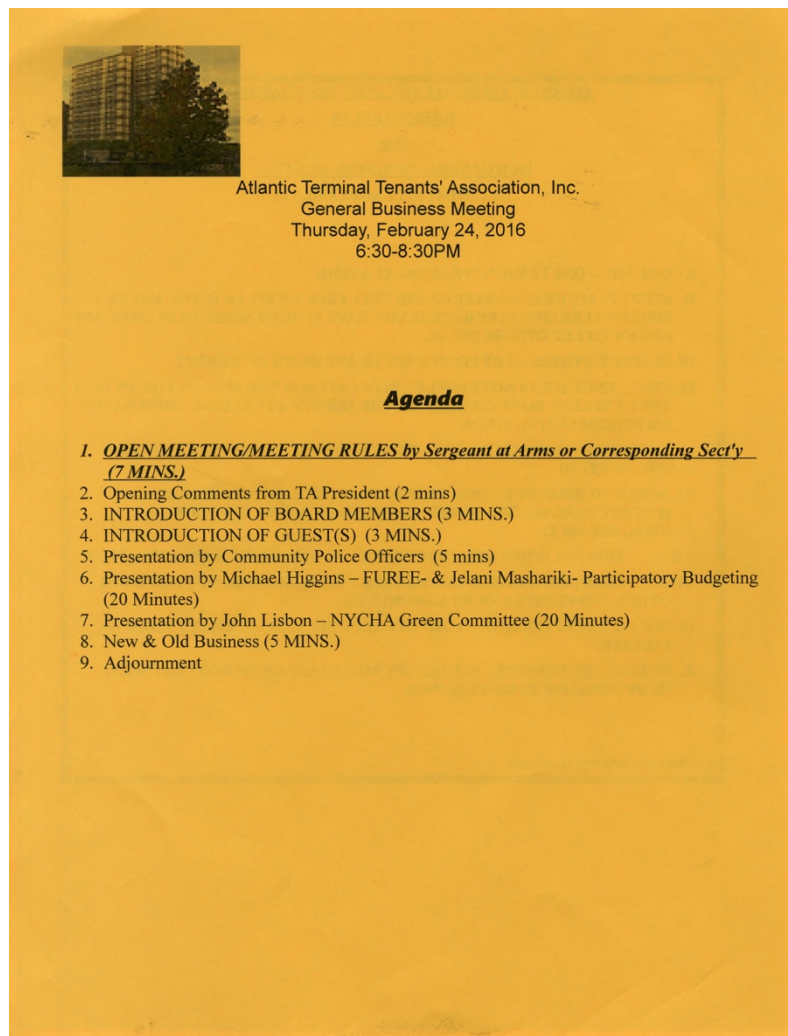 Atlantic Terminal Tenants' Association, Inc.
General Business Meeting
Thursday, February 24, 2016
6:30-8:30PM
Agenda
1. OPEN MEETING/MEETING RULES by Sergeant at Arms or Corresponding Sect'y
(7 MINS.)
2. Opening Comments from TA President (2 mins)
3. INTRODUCTION OF BOARD MEMBERS (3 MINS.)
4. INTRODUCTION OF GUEST(S) (3 MINS.)
5. Presentation by Community Police Officers (5 mins)
6. Presentation by Michael Higgins – FUREE- & Jelani Mashariki- Participatory Budgeting
(20 Minutes)
7. Presentation by John Lisbon – NYCHA Green Committee (20 Minutes)
8. New & Old Business (5 MINS.)
9. Adjournment